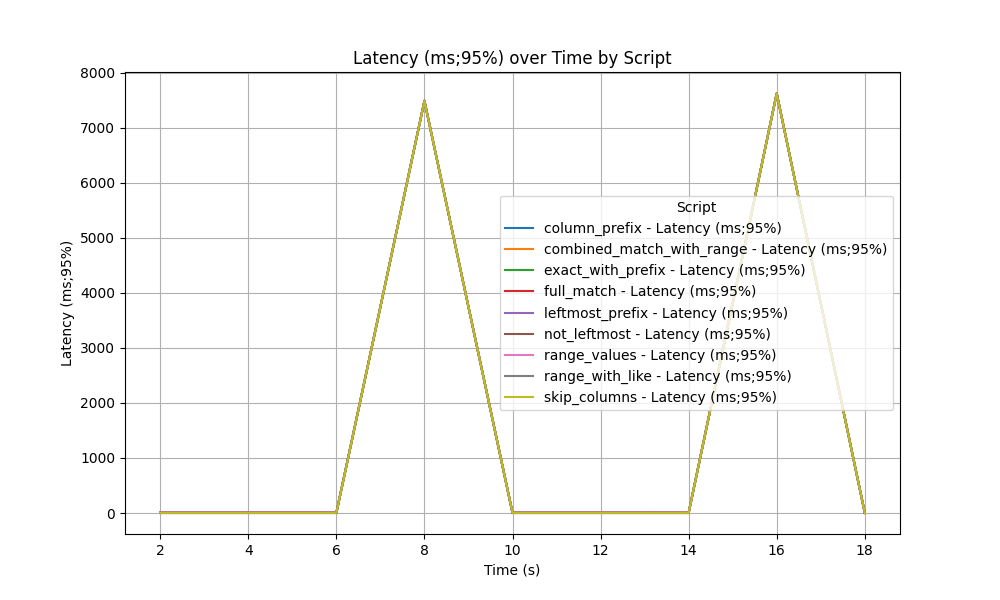 Latency (ms;95%) over Time by Script
8000
7000
6000
5000
4000
3000
2000
1000
0
Latency (ms;95%)
Script
column_prefix - Latency (ms;95%)
combined_match_with_range - Latency (ms;95%)
exact_with_prefix - Latency (ms;95%)
full_match - Latency (ms;95%)
leftmost_prefix - Latency (ms;95%)
not_leftmost - Latency (ms;95%)
range_values - Latency (ms;95%)
range_with_like - Latency (ms;95%)
skip_columns - Latency (ms;95%)
2 4 6 8 10 12 14 16 18
Time (s)